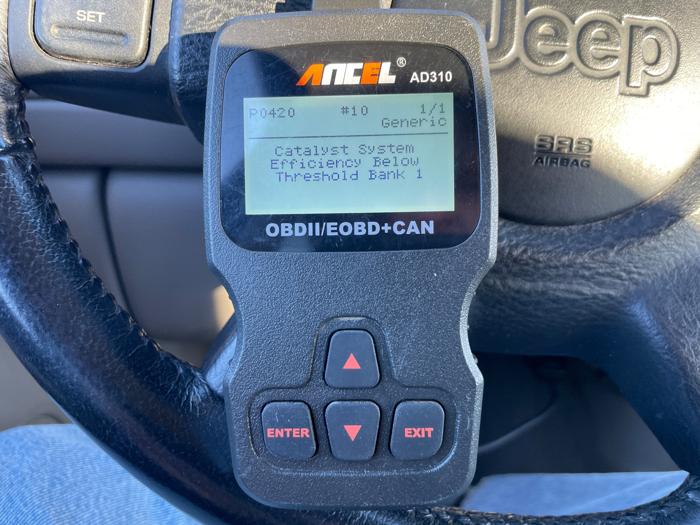 SET
Jeep
SRS
AIRBAG
ANCEL® AD310
P0420 #10 1/1
Generic
Catalyst System
Efficiency Below
Threshold Bank 1
OBDII/EOBD+CAN
ENTER
EXIT